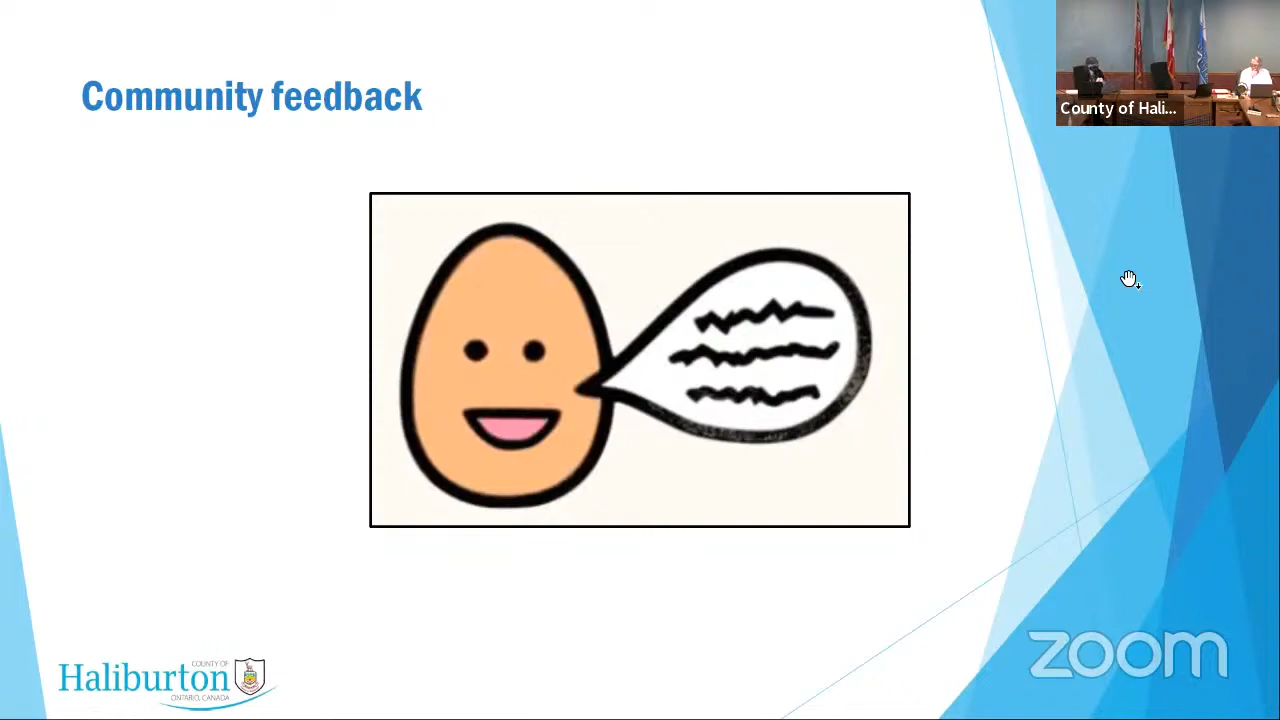 Community feedback
County of Hali...
COUNTY OF
Haliburton
ONTARIO, CANADA
zoom